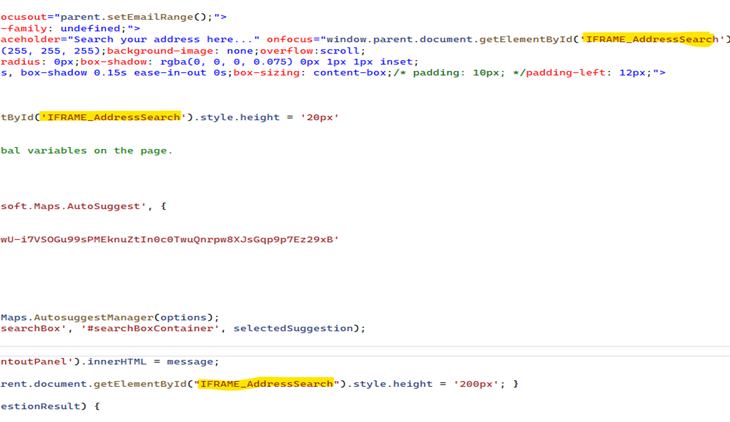 ocusout="parent.setEmailRange();">
-family: undefined;">
aceholder="Search your address here..." onfocus="window.parent.document.getElementById('IFRAME_AddressSearch')
(255, 255, 255);background-image: none;overflow:scroll;
radius: 0px;box-shadow: rgba(0, 0, 0, 0.075) 0px 1px 1px inset;
s, box-shadow 0.15s ease-in-out 0s;box-sizing: content-box;/* padding: 10px; */padding-left: 12px;">
tById('IFRAME_AddressSearch').style.height = '20px'
bal variables on the page.
soft.Maps.AutoSuggest', {
wU-i7VSOGu99sPMEknuZtIn0c0TwuQnrpw8XJsGqp9p7Ez29xB'
Maps.AutosuggestManager(options);
searchBox', '#searchBoxContainer', selectedSuggestion);
ntoutPanel').innerHTML = message;
rent.document.getElementById("IFRAME_AddressSearch").style.height = '200px'; }
estionResult) {